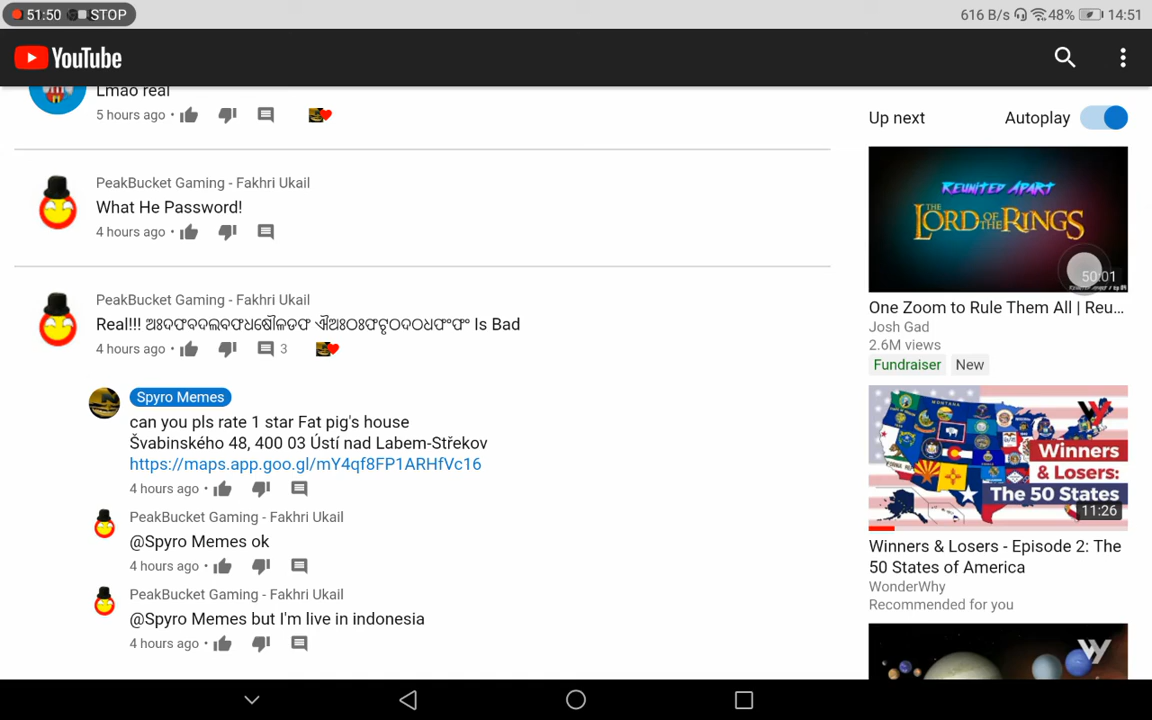 51:50 STOP
616 B/s 48% 14:51
YouTube
Lmao real
5 hours ago •
PeakBucket Gaming - Fakhri Ukail
What He Password!
4 hours ago •
PeakBucket Gaming - Fakhri Ukail
Real!!! Is Bad
4 hours ago • 3
Spyro Memes
can you pls rate 1 star Fat pig's house
Švabinského 48, 400 03 Ústí nad Labem-Střekov
https://maps.app.goo.gl/mY4qf8FP1ARHfVc16
4 hours ago •
PeakBucket Gaming - Fakhri Ukail
@Spyro Memes ok
4 hours ago •
PeakBucket Gaming - Fakhri Ukail
@Spyro Memes but I'm live in indonesia
4 hours ago •
Up next Autoplay
REUNITED APART
THE
LORD OF THE RINGS
50:01
One Zoom to Rule Them All | Reu...
Josh Gad
2.6M views
Fundraiser New
Winners
& Losers:
The 50 States
11:26
Winners & Losers - Episode 2: The
50 States of America
WonderWhy
Recommended for you